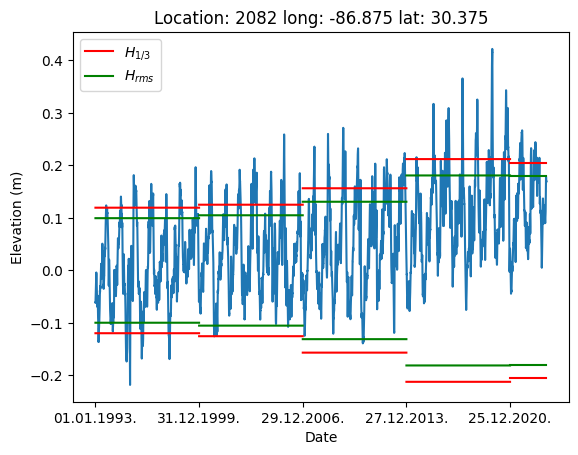 Location: 2082 long: -86.875 lat: 30.375
H1/3
Hrms
Elevation (m)
0.4
0.3
0.2
0.1
0.0
−0.1
−0.2
01.01.1993. 31.12.1999. 29.12.2006. 27.12.2013. 25.12.2020.
Date